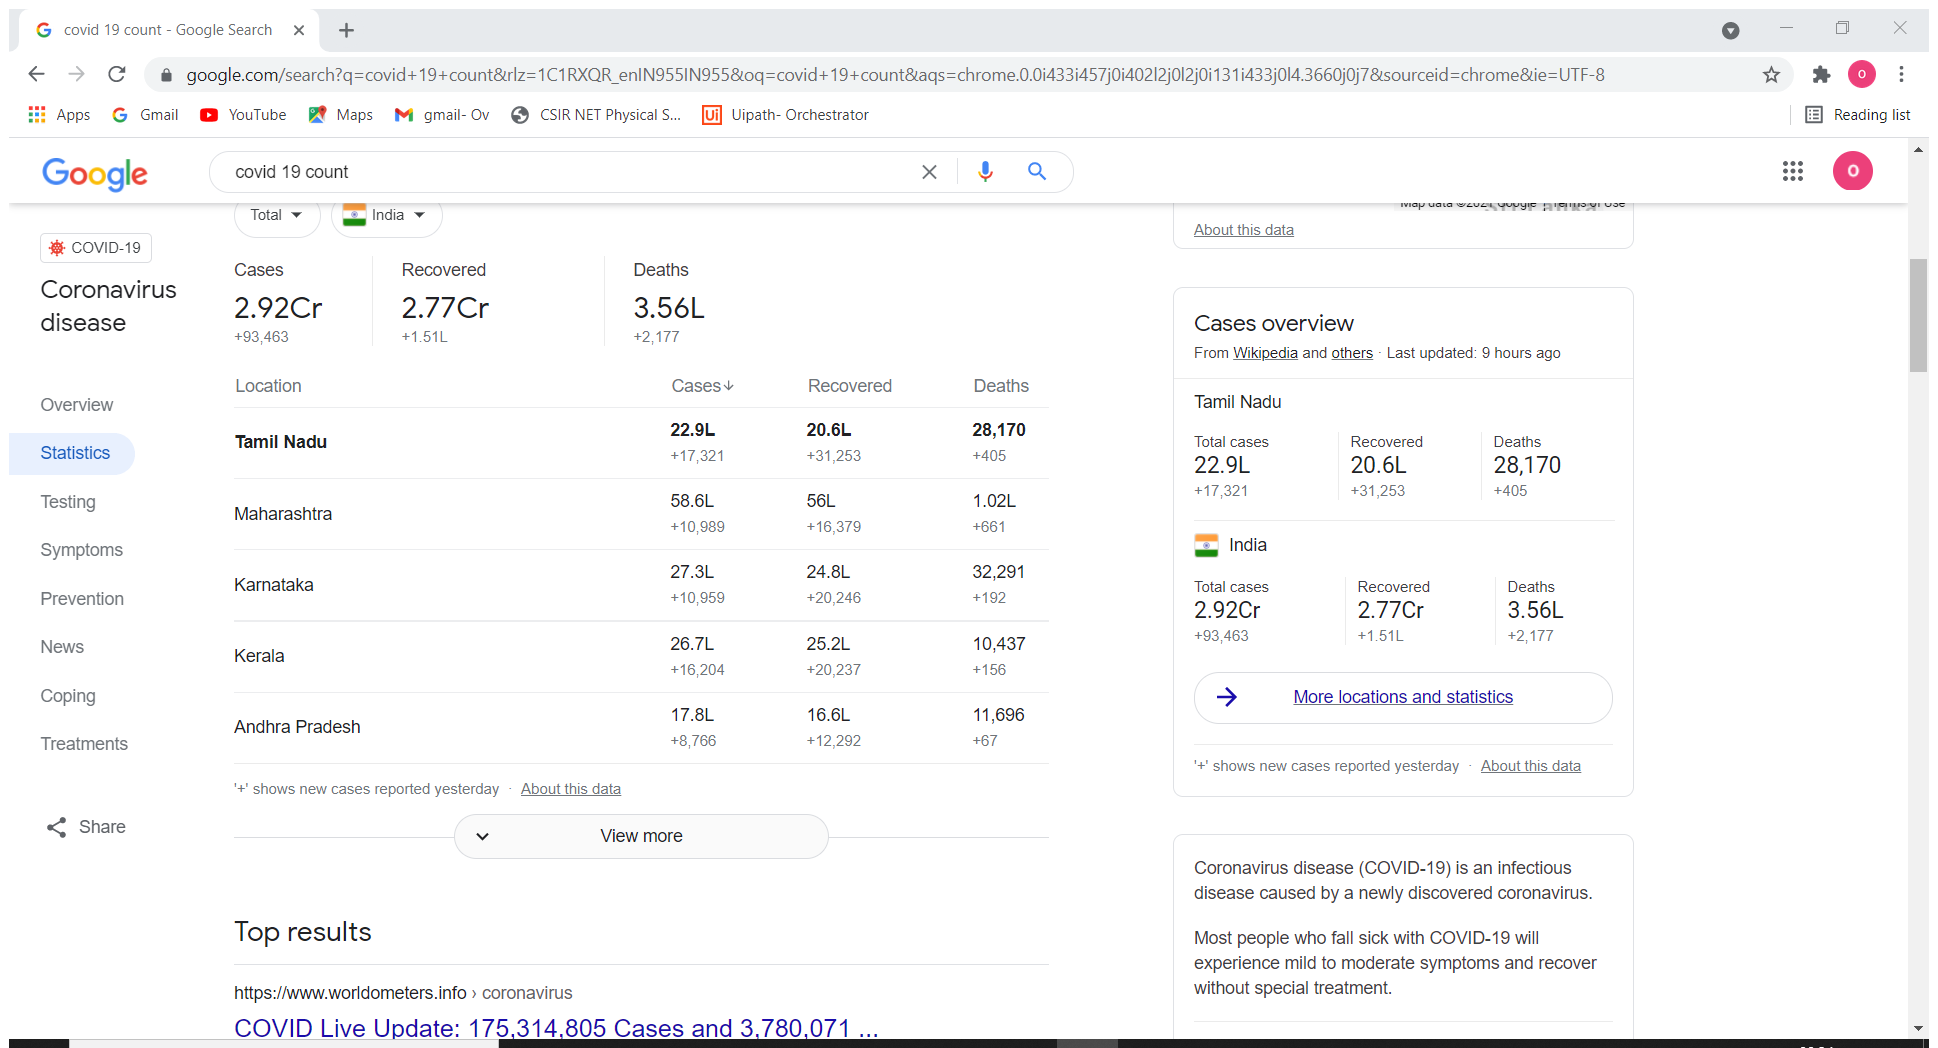 covid 19 count - Google Search
google.com/search?q=covid+19+count&rlz=1C1RXQR_enIN955IN955&oq=covid+19+count&aqs=chrome.0.0i433i457j0i402l2j0l2j0i131i433j0l4.3660j0j7&sourceid=chrome&ie=UTF-8
O
Apps Gmail YouTube Maps gmail- Ov CSIR NET Physical S... Ui Uipath- Orchestrator Reading list
Google covid 19 count O
Total India
Map data ©2021 Google Terms of Use
About this data
COVID-19
Coronavirus
disease
Overview
Statistics
Testing
Symptoms
Prevention
News
Coping
Treatments
Share
Cases Recovered Deaths
2.92Cr 2.77Cr 3.56L
+93,463 +1.51L +2,177
Location Cases↓ Recovered Deaths
Tamil Nadu 22.9L 20.6L 28,170
+17,321 +31,253 +405
Maharashtra 58.6L 56L 1.02L
+10,989 +16,379 +661
Karnataka 27.3L 24.8L 32,291
+10,959 +20,246 +192
Kerala 26.7L 25.2L 10,437
+16,204 +20,237 +156
Andhra Pradesh 17.8L 16.6L 11,696
+8,766 +12,292 +67
'+' shows new cases reported yesterday · About this data
View more
Top results
https://www.worldometers.info › coronavirus
COVID Live Update: 175,314,805 Cases and 3,780,071 ...
Cases overview
From Wikipedia and others · Last updated: 9 hours ago
Tamil Nadu
Total cases Recovered Deaths
22.9L 20.6L 28,170
+17,321 +31,253 +405
India
Total cases Recovered Deaths
2.92Cr 2.77Cr 3.56L
+93,463 +1.51L +2,177
More locations and statistics
'+' shows new cases reported yesterday · About this data
Coronavirus disease (COVID-19) is an infectious
disease caused by a newly discovered coronavirus.
Most people who fall sick with COVID-19 will
experience mild to moderate symptoms and recover
without special treatment.